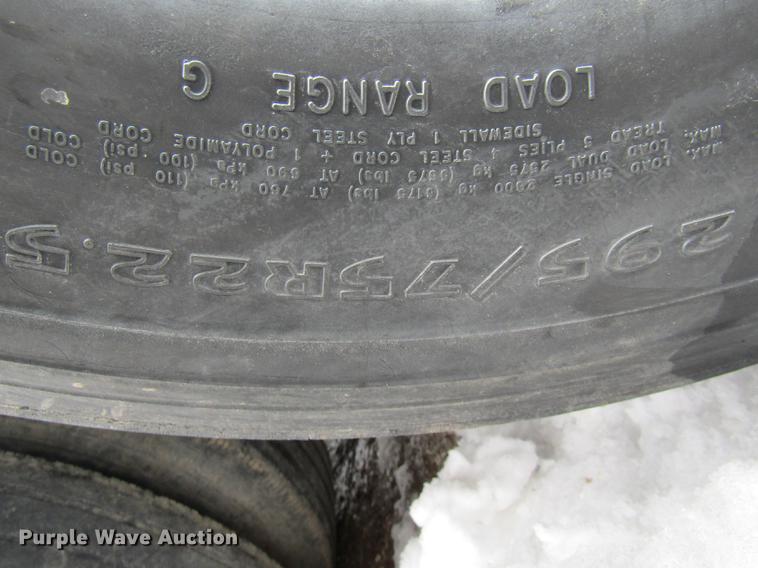 295/75R22.5
MAX. LOAD SINGLE 2800 kg (6175 lbs) AT 760 kPa (110 psi) COLD
MAX. LOAD DUAL 2575 kg (5675 lbs) AT 690 kPa (100 psi) COLD
TREAD 5 PLIES 4 STEEL CORD + 1 POLYAMIDE CORD
SIDEWALL 1 PLY STEEL CORD
LOAD RANGE G
Purple Wave Auction